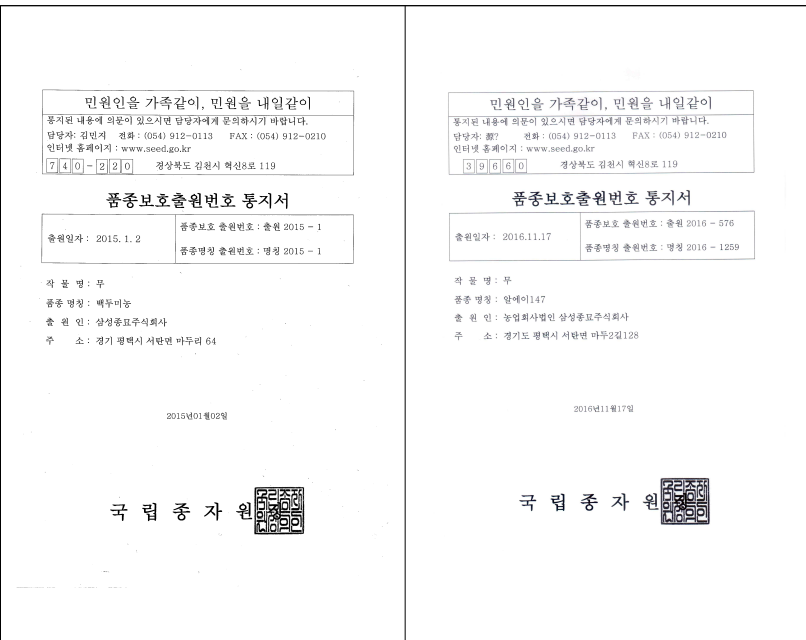 민원인을 가족같이, 민원을 내일같이
통지된 내용에 의문이 있으시면 담당자에게 문의하시기 바랍니다.
담당자: 김민지 전화 : (054) 912-0113 FAX : (054) 912-0210
인터넷 홈페이지 : www.seed.go.kr
740-220 경상북도 김천시 혁신8로 119
품종보호출원번호 통지서
출원일자 : 2015. 1. 2
품종보호 출원번호 : 출원 2015 - 1
품종명칭 출원번호 : 명칭 2015 - 1
작 물 명 : 무
품종 명칭 : 백두미농
출 원 인 : 삼성종묘주식회사
주 소 : 경기 평택시 서탄면 마두리 64
2015년01월02일
국 립 종 자 원
민원인을 가족같이, 민원을 내일같이
통지된 내용에 의문이 있으시면 담당자에게 문의하시기 바랍니다.
담당자: 鄒? 전화 : (054) 912-0113 FAX : (054) 912-0210
인터넷 홈페이지 : www.seed.go.kr
39660 경상북도 김천시 혁신8로 119
품종보호출원번호 통지서
출원일자 : 2016.11.17
품종보호 출원번호 : 출원 2016 - 576
품종명칭 출원번호 : 명칭 2016 - 1259
작 물 명 : 무
품종 명칭 : 알에이147
출 원 인 : 농업회사법인 삼성종묘주식회사
주 소 : 경기도 평택시 서탄면 마두2길128
2016년11월17일
국 립 종 자 원